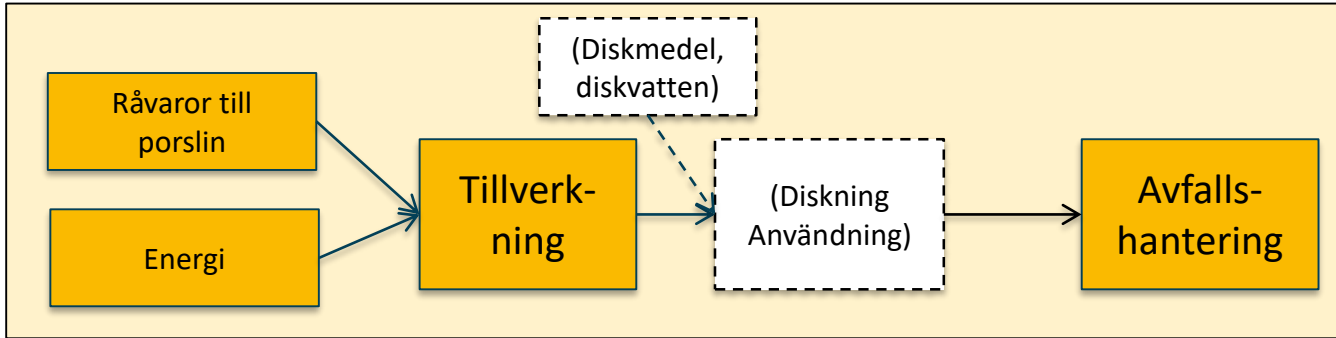 Råvaror till
porslin
Energi
Tillverk-
ning
(Diskmedel,
diskvatten)
(Diskning
Användning)
Avfalls-
hantering